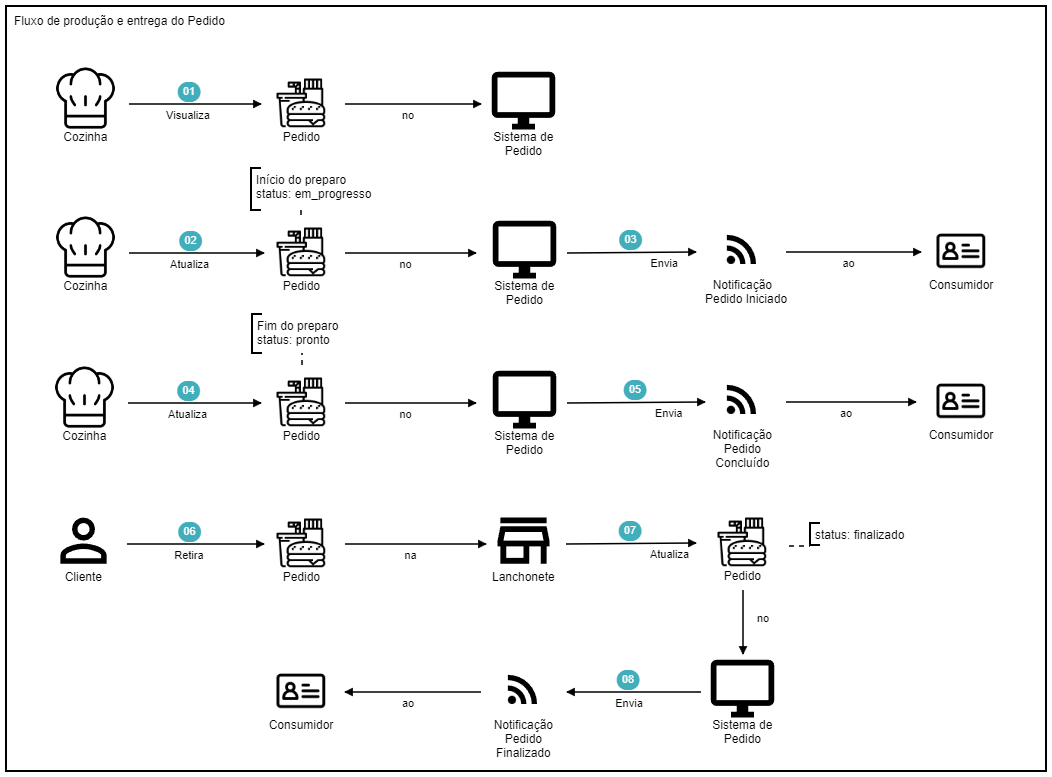 Fluxo de produção e entrega do Pedido
01
Visualiza
no
Cozinha
Pedido
Sistema de
Pedido
Início do preparo
status: em_progresso
02
Atualiza
no
03
Envia
ao
Cozinha
Pedido
Sistema de
Pedido
Notificação
Pedido Iniciado
Consumidor
Fim do preparo
status: pronto
04
Atualiza
no
05
Envia
ao
Cozinha
Pedido
Sistema de
Pedido
Notificação
Pedido
Concluído
Consumidor
06
Retira
na
07
Atualiza
status: finalizado
Cliente
Pedido
Lanchonete
Pedido
no
08
Envia
ao
Consumidor
Notificação
Pedido
Finalizado
Sistema de
Pedido